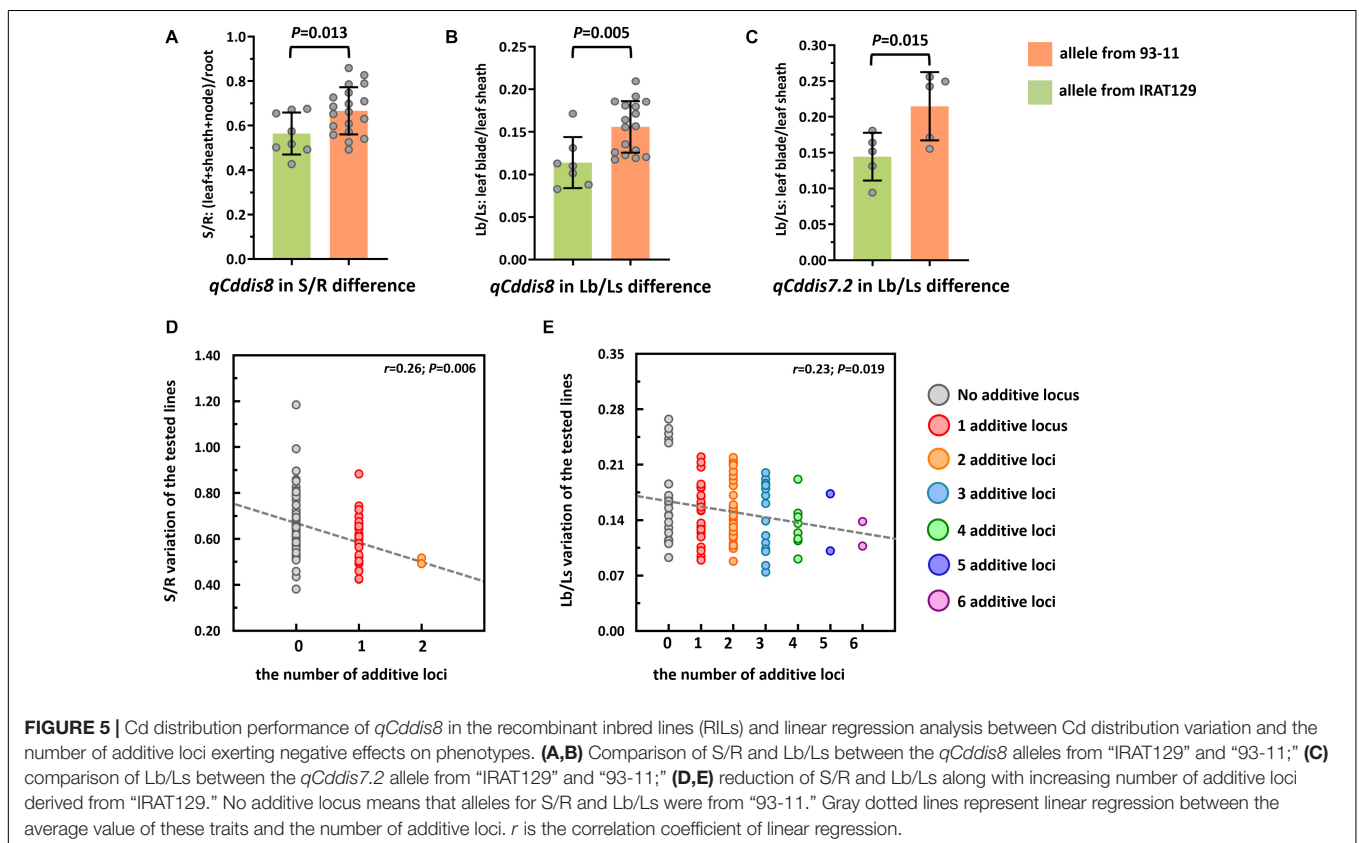 A
P=0.013
S/R: (leaf+sheath+node)/root
1.0
0.8
0.6
0.4
0.2
0.0
qCddis8 in S/R difference
B
P=0.005
Lb/Ls: leaf blade/leaf sheath
0.25
0.20
0.15
0.10
0.05
0.00
qCddis8 in Lb/Ls difference
C
P=0.015
Lb/Ls: leaf blade/leaf sheath
0.30
0.25
0.20
0.15
0.10
0.05
0.00
qCddis7.2 in Lb/Ls difference
allele from 93-11
allele from IRAT129
D
r=0.26; P=0.006
S/R variation of the tested lines
1.40
1.20
1.00
0.80
0.60
0.40
0.20
0 1 2
the number of additive loci
E
r=0.23; P=0.019
Lb/Ls variation of the tested lines
0.35
0.28
0.21
0.14
0.07
0.00
0 1 2 3 4 5 6
the number of additive loci
No additive locus
1 additive locus
2 additive loci
3 additive loci
4 additive loci
5 additive loci
6 additive loci
FIGURE 5 | Cd distribution performance of qCddis8 in the recombinant inbred lines (RILs) and linear regression analysis between Cd distribution variation and the
number of additive loci exerting negative effects on phenotypes. (A,B) Comparison of S/R and Lb/Ls between the qCddis8 alleles from “IRAT129” and “93-11;” (C)
comparison of Lb/Ls between the qCddis7.2 allele from “IRAT129” and “93-11;” (D,E) reduction of S/R and Lb/Ls along with increasing number of additive loci
derived from “IRAT129.” No additive locus means that alleles for S/R and Lb/Ls were from “93-11.” Gray dotted lines represent linear regression between the
average value of these traits and the number of additive loci. r is the correlation coefficient of linear regression.